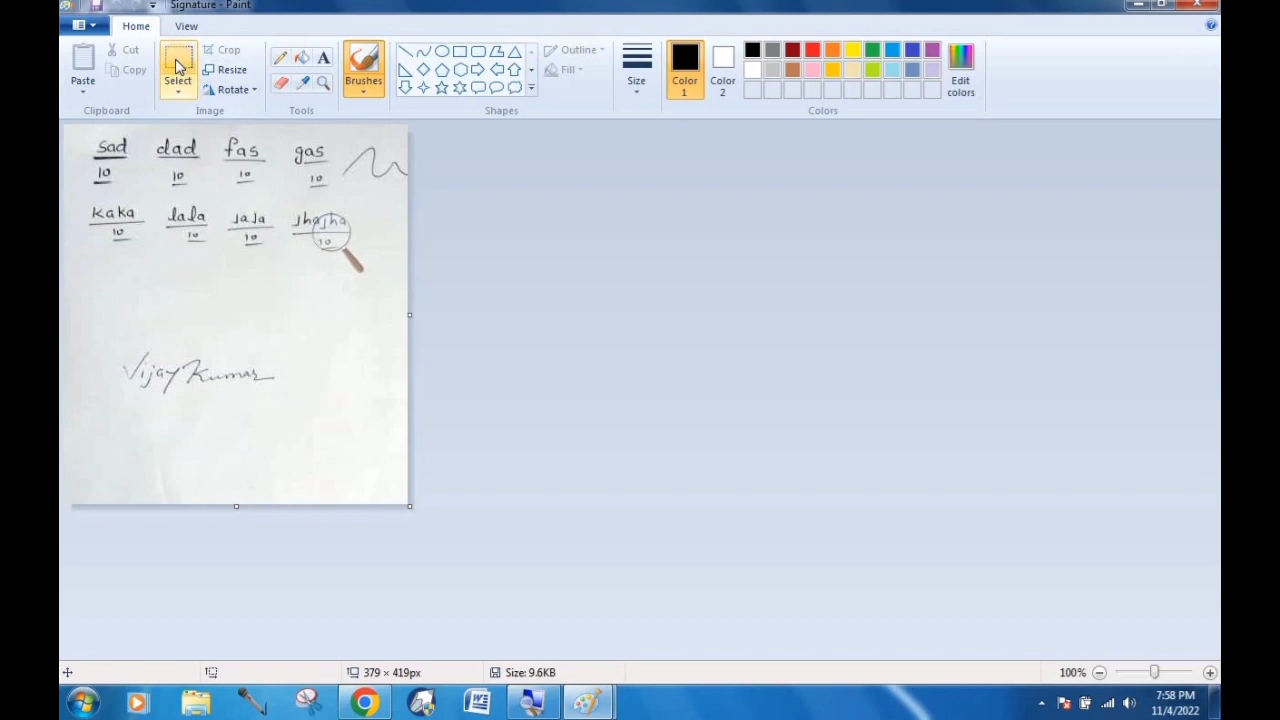 Signature - Paint
Home View
Paste
Cut
Copy
Select
Crop
Resize
Rotate
A
Brushes
Outline
Fill
Size
Color 1
Color 2
Edit colors
Clipboard Image Tools Shapes Colors
sad dad fas gas
10 10 10 10
kaka lala jaja jhajha
10 10 10 10
Vijay Kumar
379 × 419px Size: 9.6KB 100%
7:58 PM
11/4/2022